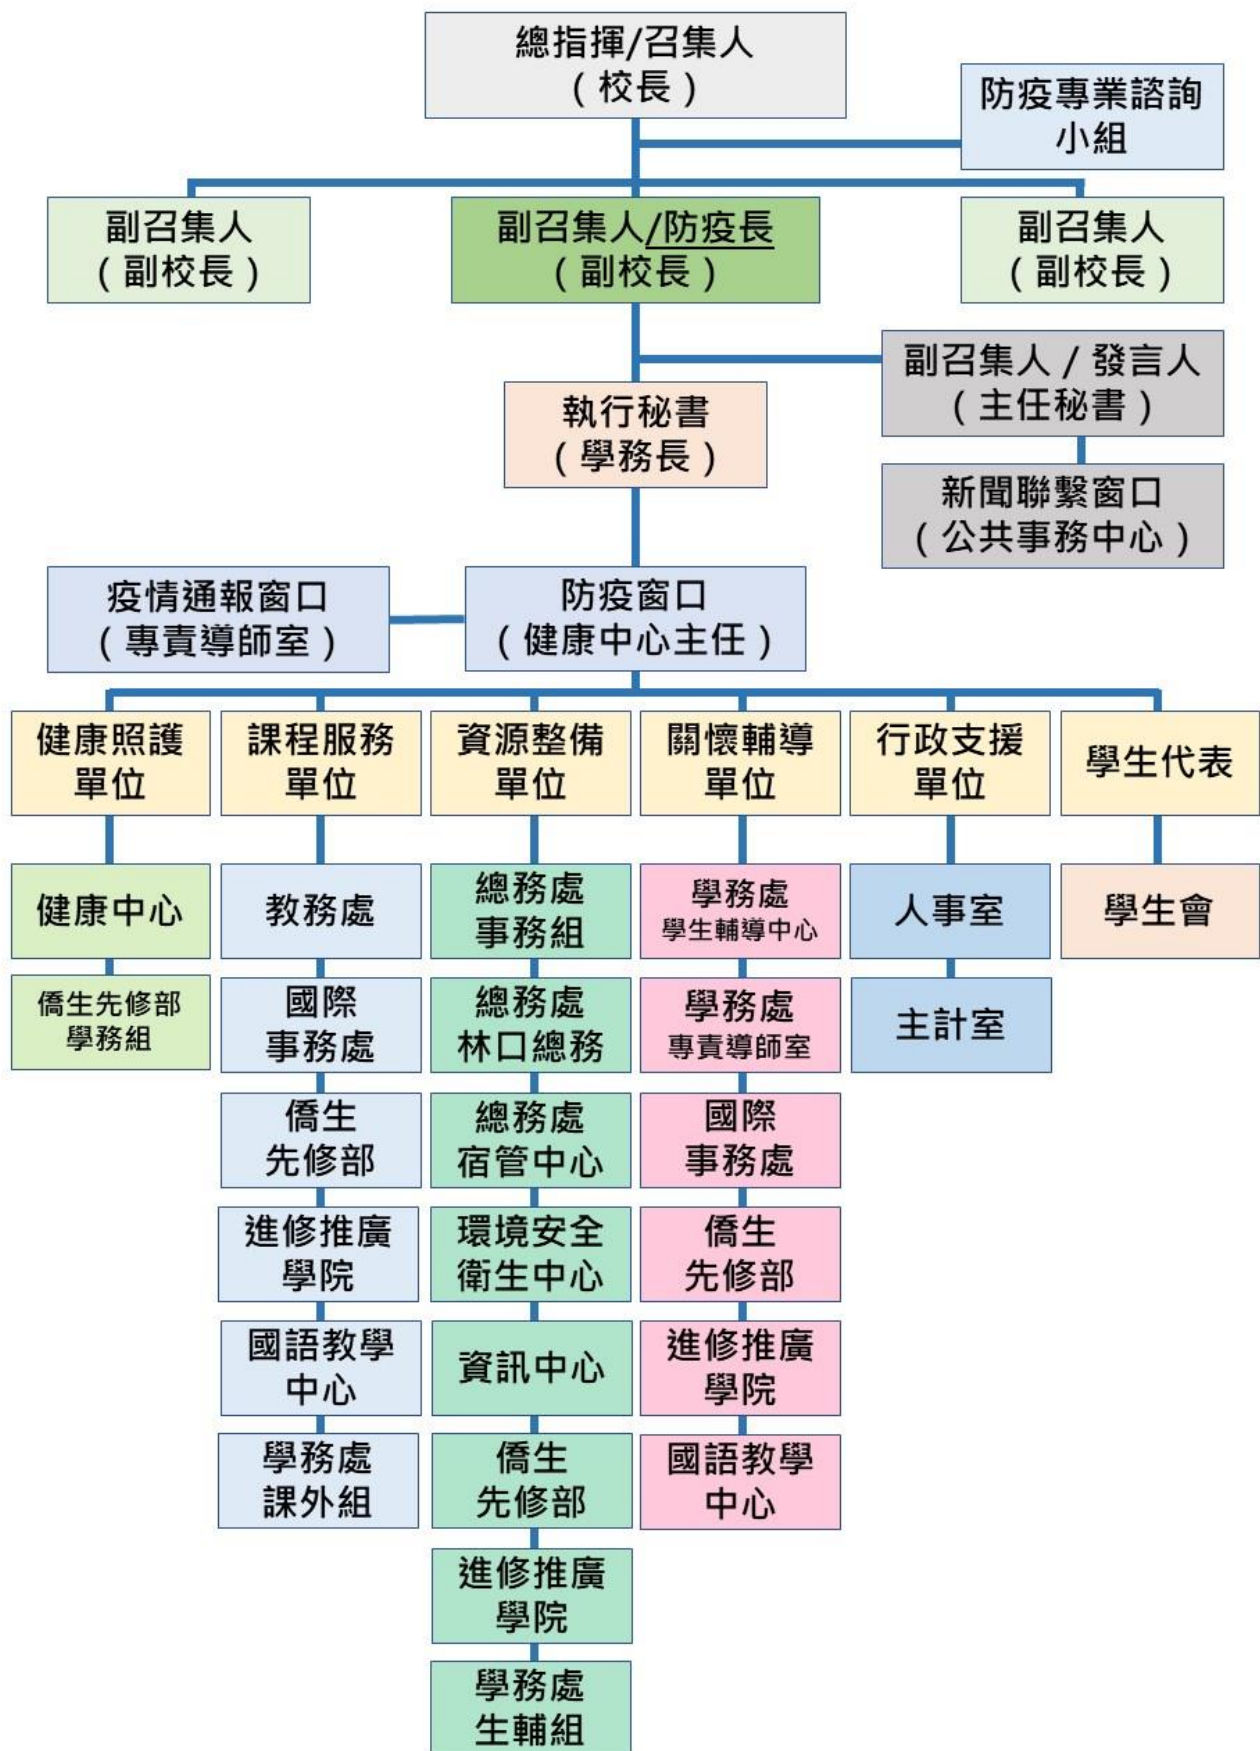 總指揮/召集人
(校長)
防疫專業諮詢
小組
副召集人
(副校長)
副召集人/防疫長
(副校長)
副召集人
(副校長)
副召集人 / 發言人
(主任秘書)
執行秘書
(學務長)
新聞聯繫窗口
(公共事務中心)
疫情通報窗口
(專責導師室)
防疫窗口
(健康中心主任)
健康照護
單位
課程服務
單位
資源整備
單位
關懷輔導
單位
行政支援
單位
學生代表
健康中心
僑生先修部
學務組
教務處
國際
事務處
僑生
先修部
進修推廣
學院
國語教學
中心
學務處
課外組
總務處
事務組
總務處
林口總務
總務處
宿管中心
環境安全
衛生中心
資訊中心
僑生
先修部
進修推廣
學院
學務處
生輔組
學務處
學生輔導中心
學務處
專責導師室
國際
事務處
僑生
先修部
進修推廣
學院
國語教學
中心
人事室
主計室
學生會